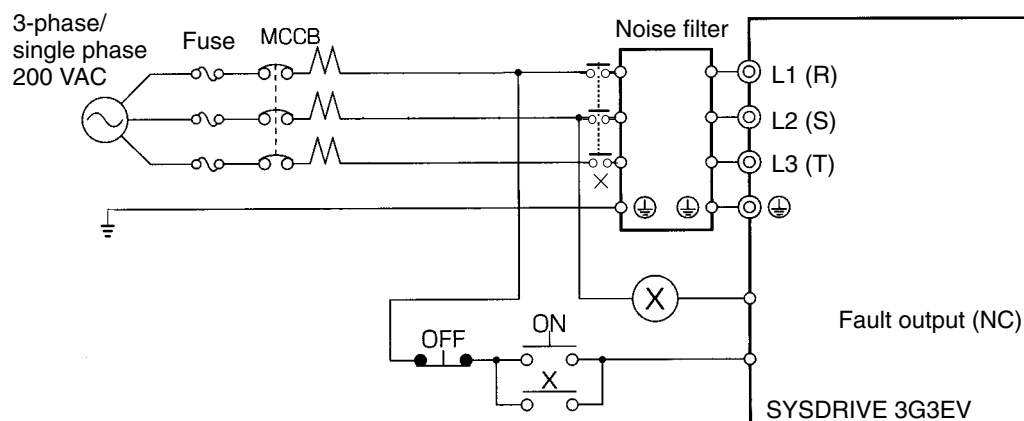 3-phase/
single phase
200 VAC
Fuse
MCCB
Noise filter
L1 (R)
L2 (S)
L3 (T)
X
X
Fault output (NC)
OFF
ON
X
SYSDRIVE 3G3EV